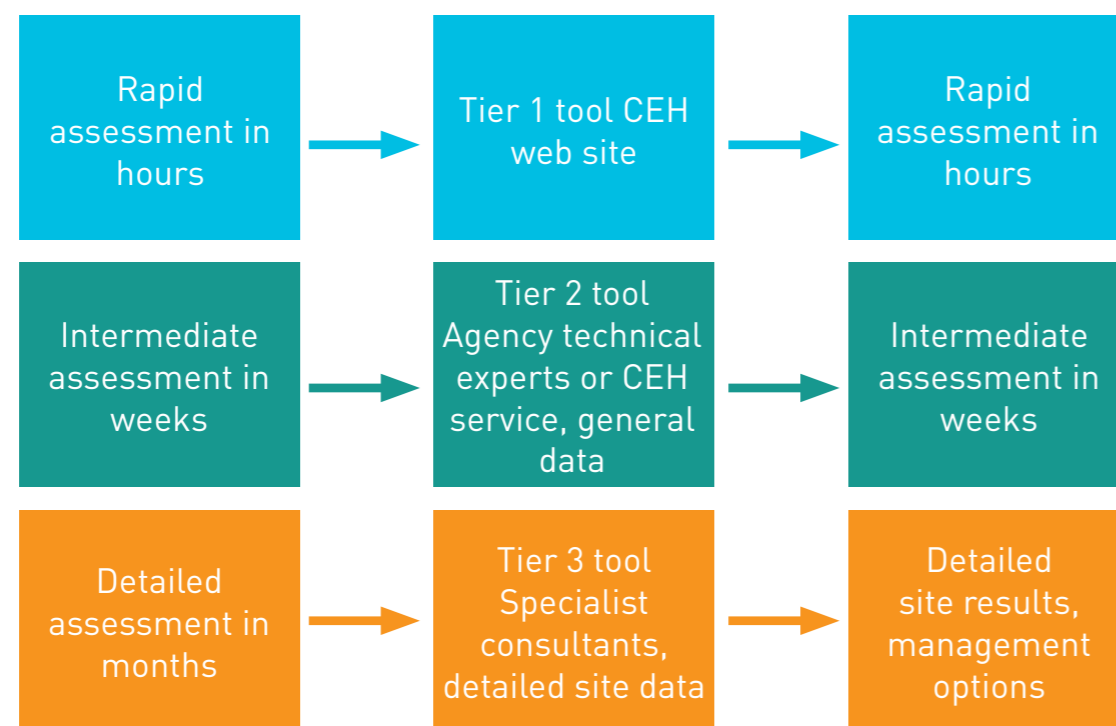 Rapid
assessment in
hours
Tier 1 tool CEH
web site
Rapid
assessment in
hours
Intermediate
assessment in
weeks
Tier 2 tool
Agency technical
experts or CEH
service, general
data
Intermediate
assessment in
weeks
Detailed
assessment in
months
Tier 3 tool
Specialist
consultants,
detailed site data
Detailed
site results,
management
options